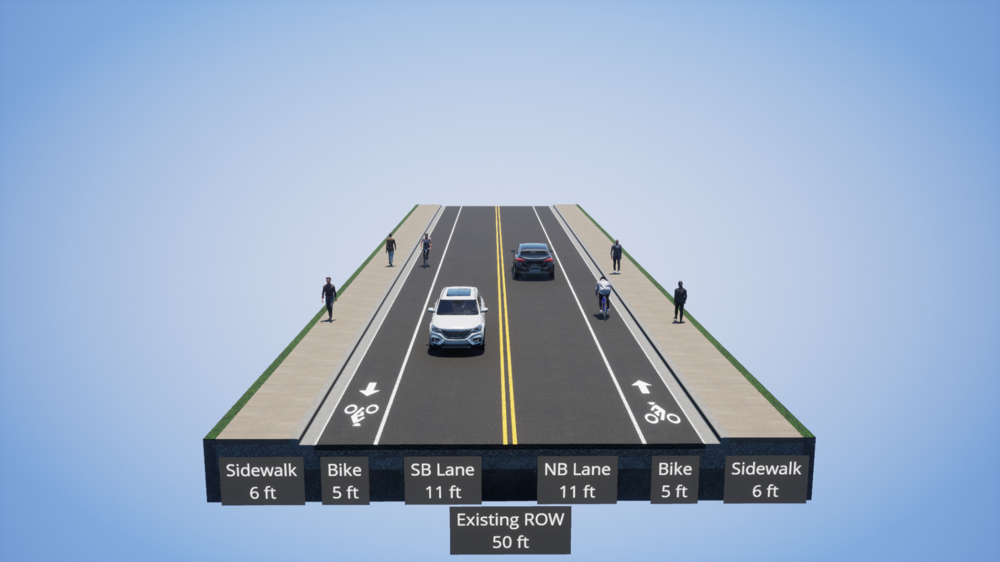 Sidewalk
6 ft
Bike
5 ft
SB Lane
11 ft
NB Lane
11 ft
Bike
5 ft
Sidewalk
6 ft
Existing ROW
50 ft